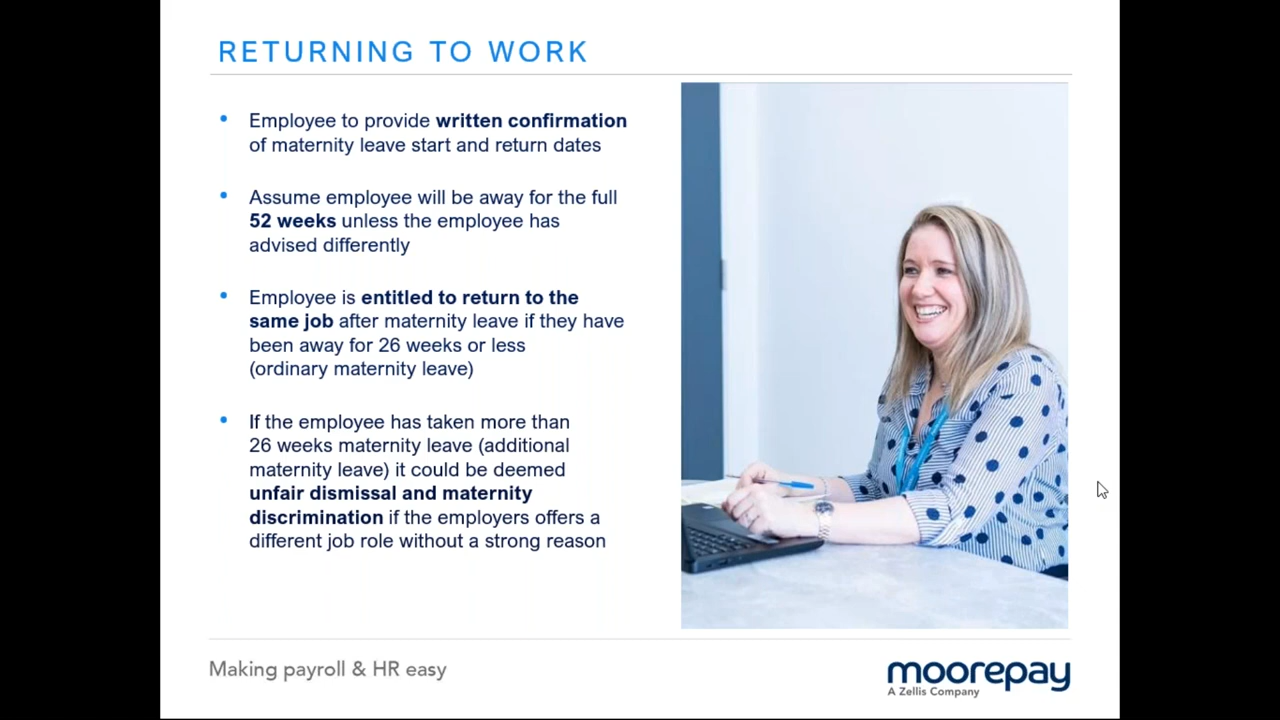 RETURNING TO WORK
• Employee to provide written confirmation
of maternity leave start and return dates
• Assume employee will be away for the full
52 weeks unless the employee has
advised differently
• Employee is entitled to return to the
same job after maternity leave if they have
been away for 26 weeks or less
(ordinary maternity leave)
• If the employee has taken more than
26 weeks maternity leave (additional
maternity leave) it could be deemed
unfair dismissal and maternity
discrimination if the employers offers a
different job role without a strong reason
Making payroll & HR easy
moorepay
A Zellis Company